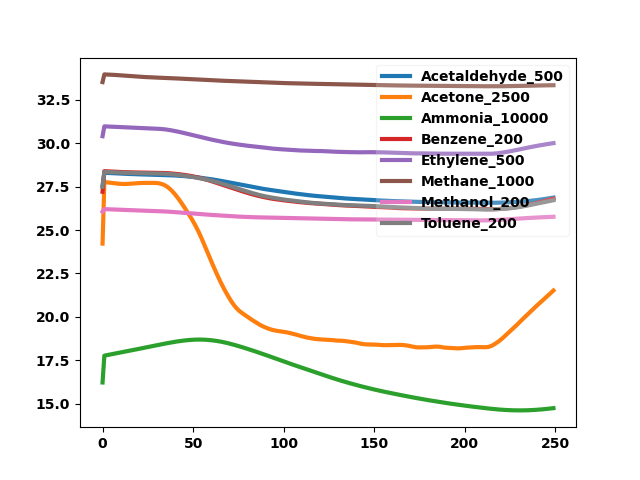 Acetaldehyde_500
Acetone_2500
Ammonia_10000
Benzene_200
Ethylene_500
Methane_1000
Methanol_200
Toluene_200
32.5
30.0
27.5
25.0
22.5
20.0
17.5
15.0
0 50 100 150 200 250